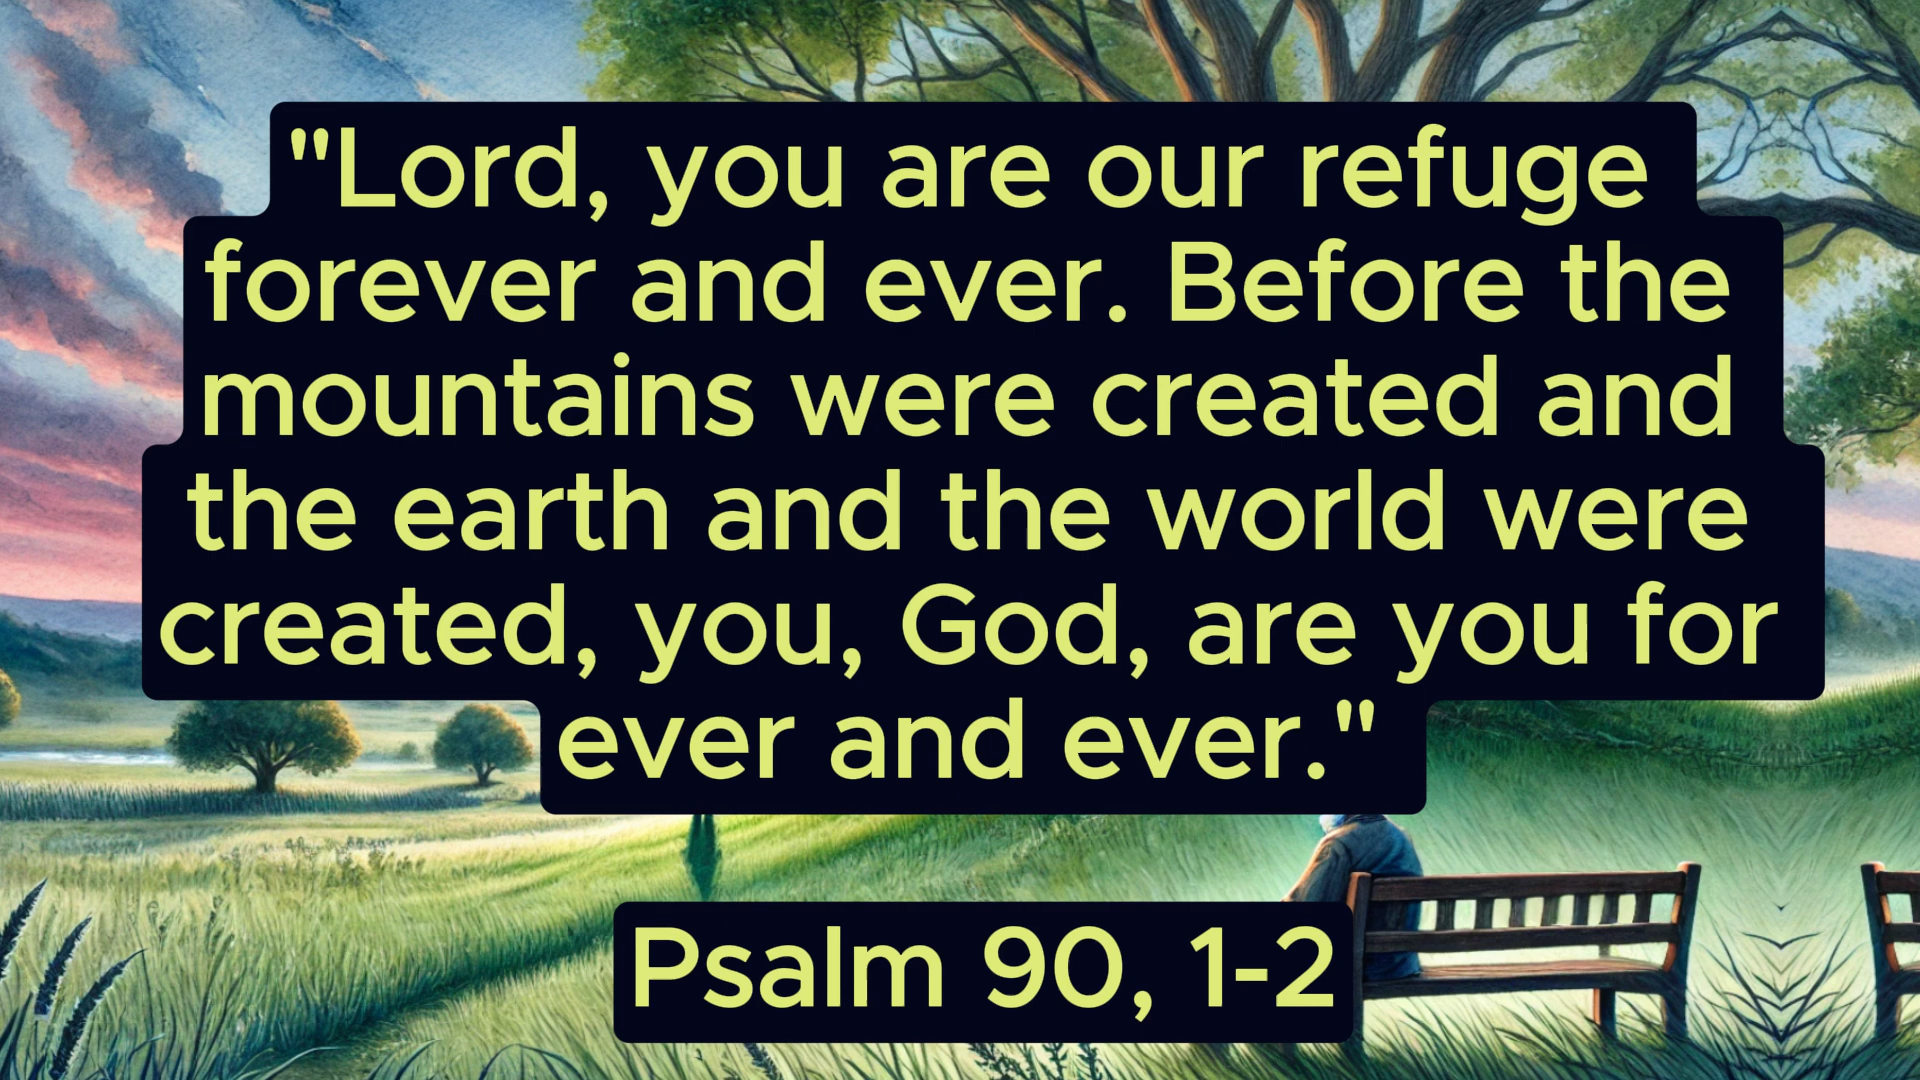 "Lord, you are our refuge
forever and ever. Before the
mountains were created and
the earth and the world were
created, you, God, are you for
ever and ever."
Psalm 90, 1-2